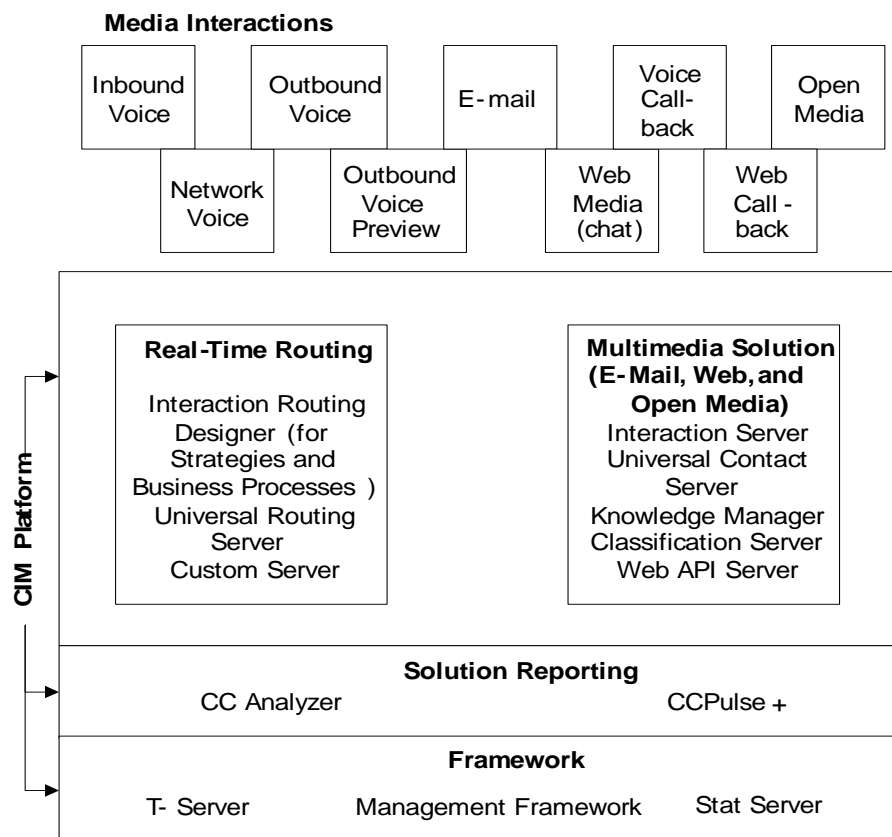 Media Interactions
Inbound
Voice
Outbound
Voice
E-mail
Voice
Call-
back
Open
Media
Network
Voice
Outbound
Voice
Preview
Web
Media
(chat)
Web
Call -
back
CIM Platform
Real-Time Routing
Interaction Routing
Designer (for
Strategies and
Business Processes )
Universal Routing
Server
Custom Server
Multimedia Solution
(E-Mail, Web, and
Open Media)
Interaction Server
Universal Contact
Server
Knowledge Manager
Classification Server
Web API Server
Solution Reporting
CC Analyzer
CCPulse +
Framework
T- Server
Management Framework
Stat Server